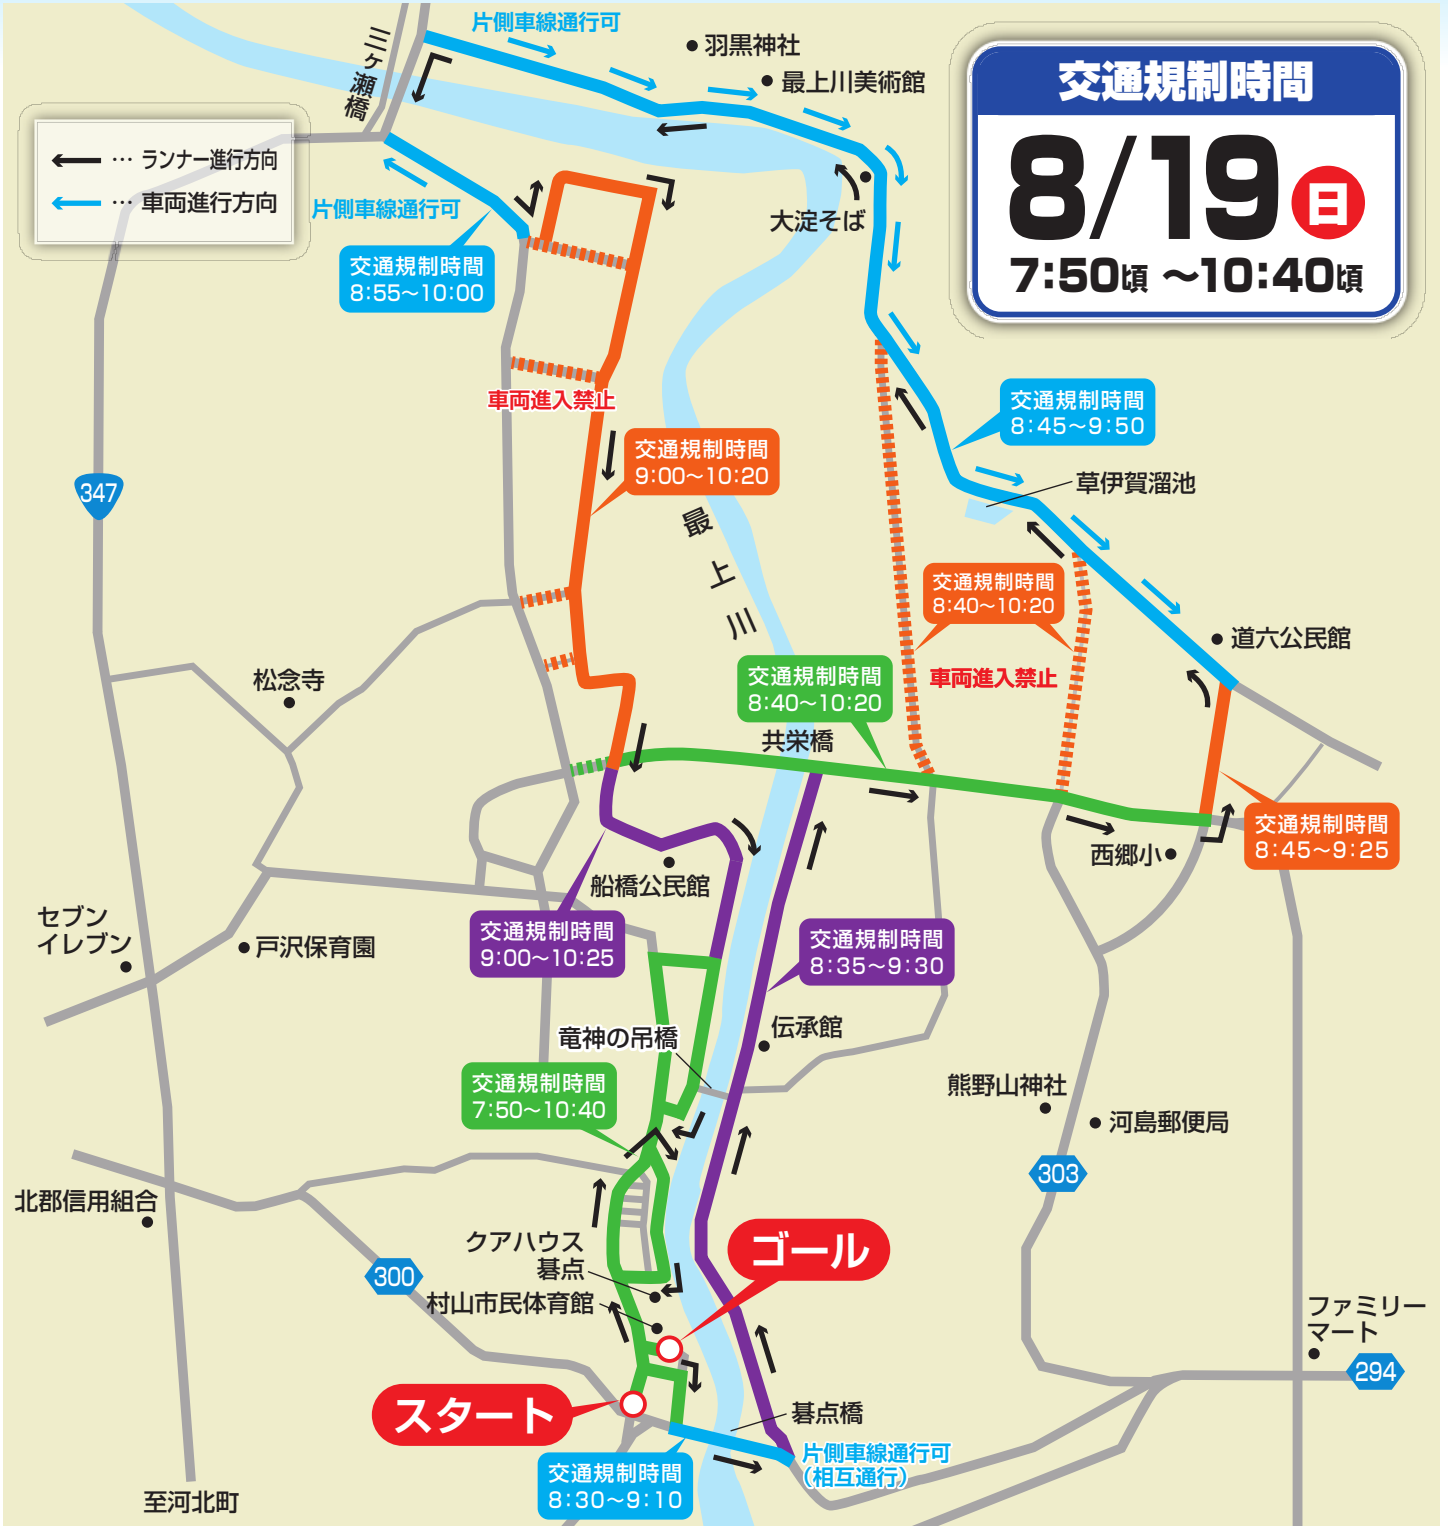 片側車線通行可
三ヶ瀬橋
羽黒神社
最上川美術館
交通規制時間
8/19日
7:50頃 〜10:40頃
… ランナー進行方向
… 車両進行方向
片側車線通行可
大淀そば
交通規制時間
8:55〜10:00
車両進入禁止
交通規制時間
8:45〜9:50
交通規制時間
9:00〜10:20
草伊賀溜池
347
最上川
交通規制時間
8:40〜10:20
道六公民館
車両進入禁止
松念寺
交通規制時間
8:40〜10:20
共栄橋
交通規制時間
8:45〜9:25
西郷小
船橋公民館
セブン
イレブン
戸沢保育園
交通規制時間
9:00〜10:25
交通規制時間
8:35〜9:30
伝承館
竜神の吊橋
交通規制時間
7:50〜10:40
熊野山神社
河島郵便局
303
北郡信用組合
クアハウス
碁点
ゴール
300
村山市民体育館
ファミリー
マート
294
スタート
碁点橋
片側車線通行可
(相互通行)
交通規制時間
8:30〜9:10
至河北町